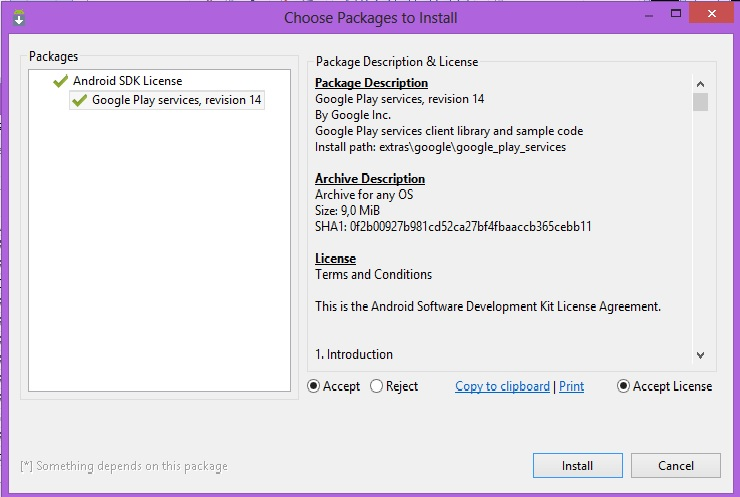 Choose Packages to Install
Packages
Android SDK License
Google Play services, revision 14
Package Description & License
Package Description
Google Play services, revision 14
By Google Inc.
Google Play services client library and sample code
Install path: extras\google\google_play_services
Archive Description
Archive for any OS
Size: 9,0 MiB
SHA1: 0f2b00927b981cd52ca27bf4fbaaccb365cebb11
License
Terms and Conditions
This is the Android Software Development Kit License Agreement.
1. Introduction
Accept Reject Copy to clipboard | Print Accept License
[*] Something depends on this package
Install Cancel